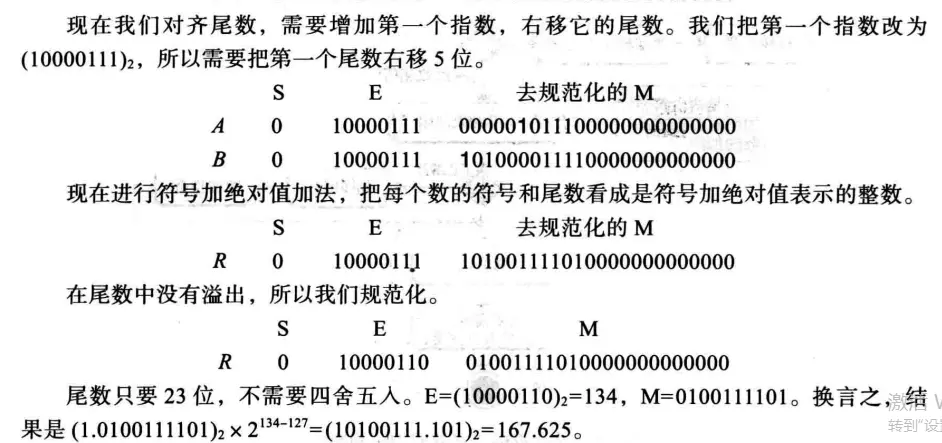 现在我们对齐尾数，需要增加第一个指数，右移它的尾数。我们把第一个指数改为
(10000111)₂，所以需要把第一个尾数右移 5 位。
S E 去规范化的 M
A 0 10000111 000001011100000000000000
B 0 10000111 101000011110000000000000
现在进行符号加绝对值加法，把每个数的符号和尾数看成是符号加绝对值表示的整数。
S E 去规范化的 M
R 0 10000111 101001111010000000000000
在尾数中没有溢出，所以我们规范化。
S E M
R 0 10000110 01001111010000000000000
尾数只要 23 位，不需要四舍五入。E=(10000110)₂=134，M=0100111101。换言之，结
果是 (1.0100111101)₂ × 2¹³⁴⁻¹²⁷=(10100111.101)₂=167.625。
激活
转到"设